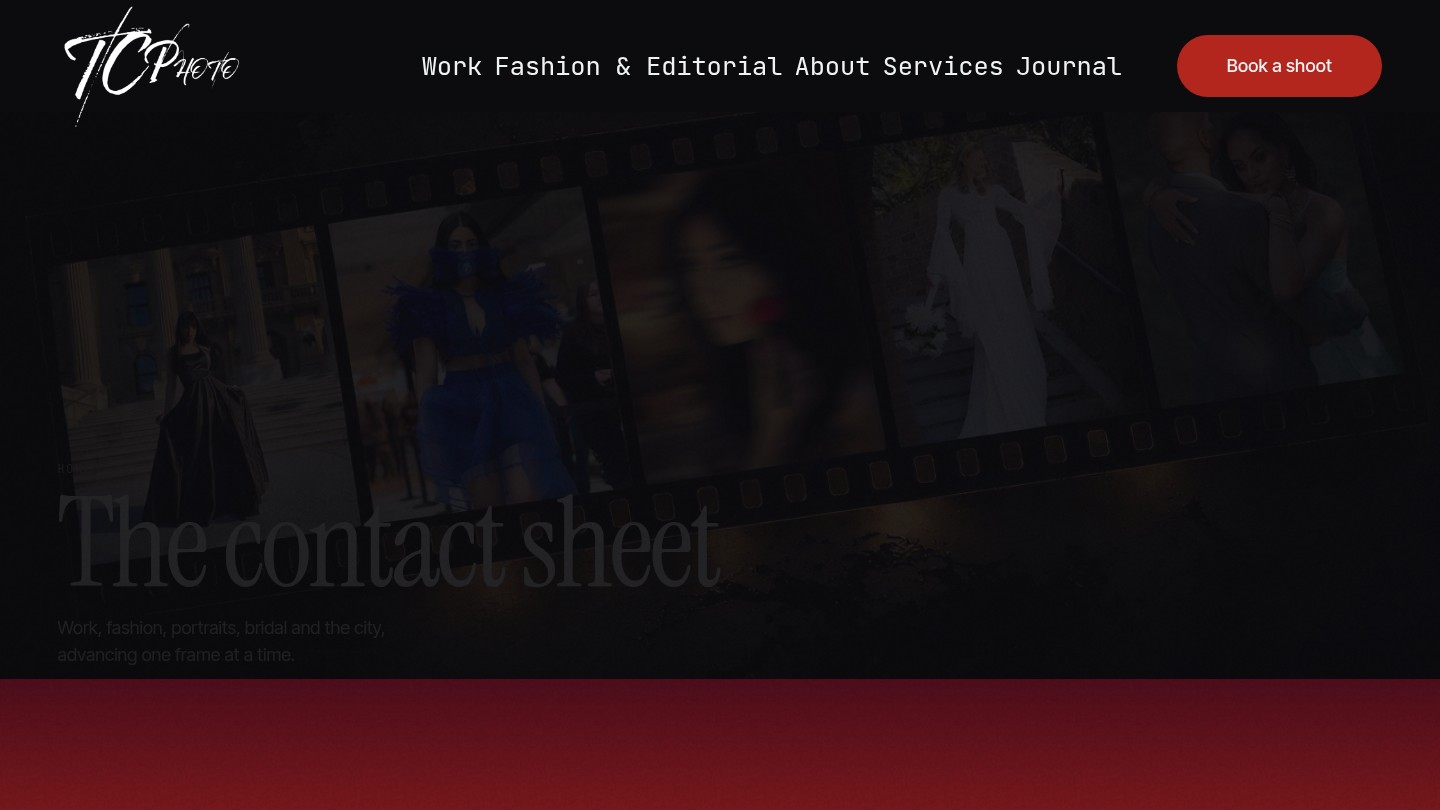 TCPHOTO
Work Fashion & Editorial About Services Journal
Book a shoot
The contact sheet
Work, fashion, portraits, bridal and the city,
advancing one frame at a time.